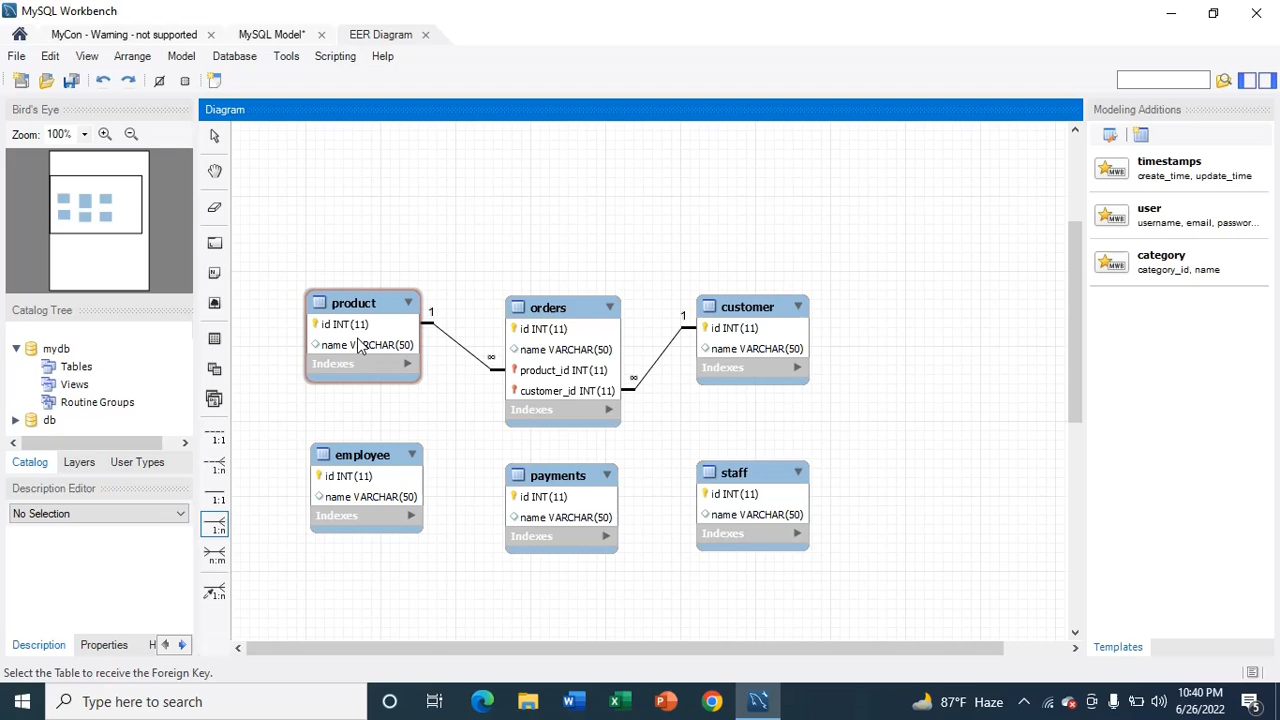 MySQL Workbench
MyCon - Warning - not supported
MySQL Model*
EER Diagram
File Edit View Arrange Model Database Tools Scripting Help
Bird's Eye
Zoom: 100%
Catalog Tree
mydb
Tables
Views
Routine Groups
db
Catalog Layers User Types
Description Editor
No Selection
Description Properties H
1:1
1:n
1:1
1:n
n:m
1:n
Diagram
product
id INT(11)
name VARCHAR(50)
Indexes
1
∞
orders
id INT(11)
name VARCHAR(50)
product_id INT(11)
customer_id INT(11)
Indexes
1
∞
customer
id INT(11)
name VARCHAR(50)
Indexes
employee
id INT(11)
name VARCHAR(50)
Indexes
payments
id INT(11)
name VARCHAR(50)
Indexes
staff
id INT(11)
name VARCHAR(50)
Indexes
Modeling Additions
timestamps
create_time, update_time
user
username, email, passwor...
category
category_id, name
Templates
Select the Table to receive the Foreign Key.
Type here to search
87°F Haze
10:40 PM
6/26/2022
5